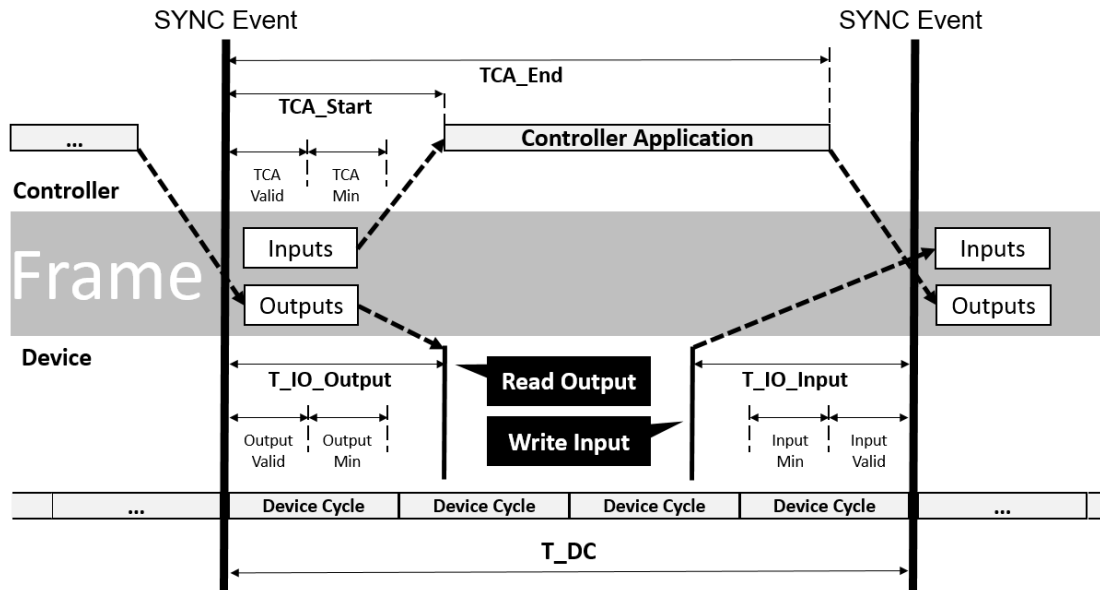 SYNC Event
SYNC Event
TCA_End
TCA_Start
...
Controller Application
TCA
Valid
TCA
Min
Controller
Frame
Inputs
Inputs
Outputs
Outputs
Device
T_IO_Output
Read Output
T_IO_Input
Write Input
Output
Valid
Output
Min
Input
Min
Input
Valid
...
Device Cycle
Device Cycle
Device Cycle
Device Cycle
...
T_DC